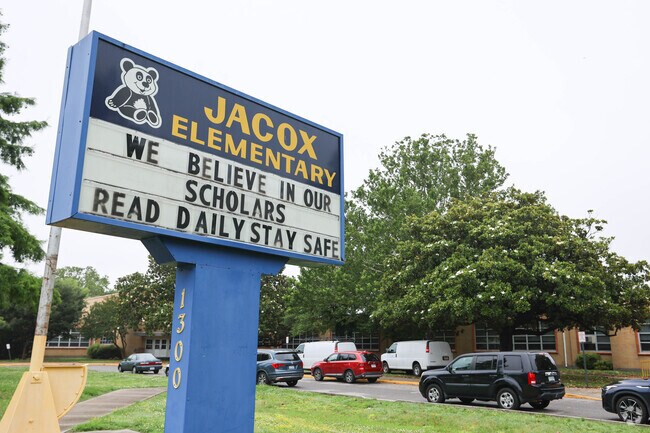 JACOX
ELEMENTARY
WE BELIEVE IN OUR
SCHOLARS
READ DAILY STAY SAFE
1300